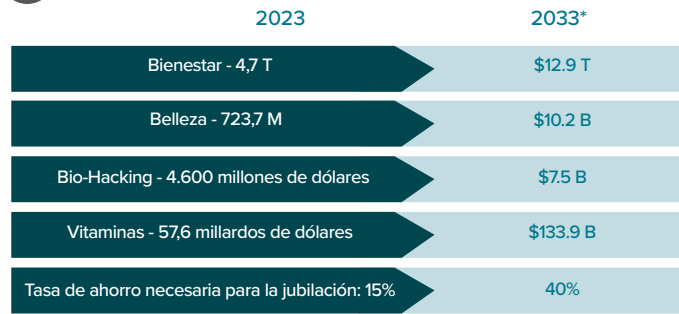 2023 2033*
Bienestar - 4,7 T $12.9 T
Belleza - 723,7 M $10.2 B
Bio-Hacking - 4.600 millones de dólares $7.5 B
Vitaminas - 57,6 millardos de dólares $133.9 B
Tasa de ahorro necesaria para la jubilación: 15% 40%